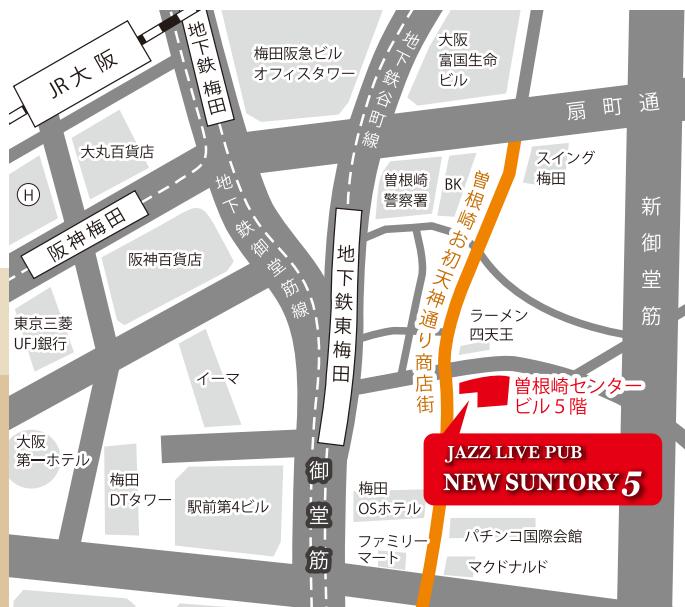 JR大阪
地下鉄梅田
梅田阪急ビル
オフィスタワー
地下鉄谷町線
大阪
富国生命
ビル
扇町通
大丸百貨店
H
曽根崎
警察署
BK
スイング
梅田
阪神梅田
阪神百貨店
地下鉄御堂筋線
地下鉄東梅田
曽根崎お初天神通り商店街
新御堂筋
東京三菱
UFJ銀行
イーマ
ラーメン
四天王
曽根崎センター
ビル5階
大阪
第一ホテル
JAZZ LIVE PUB
NEW SUNTORY 5
梅田
DTタワー
駅前第4ビル
御堂筋
梅田
OSホテル
ファミリー
マート
パチンコ国際会館
マクドナルド